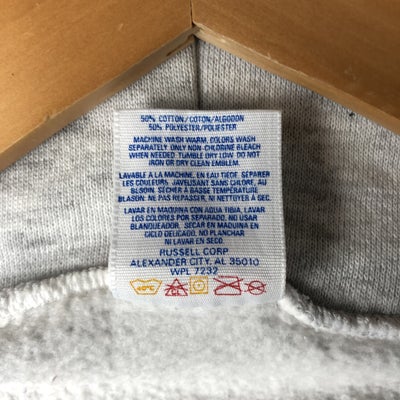 50% COTTON/COTON/ALGODON
50% POLYESTER/POLIESTER
MACHINE WASH WARM, COLORS WASH
SEPARATELY. ONLY NON-CHLORINE BLEACH
WHEN NEEDED. TUMBLE DRY LOW. DO NOT
IRON OR DRY CLEAN EMBLEM.
LAVABLE A LA MACHINE, EN EAU TIEDE. SEPARER
LES COULEURS. JAVELISANT SANS CHLORE, AU
BESOIN. SÉCHER À BASSE TEMPÉRATURE.
BLASON: NE PAS REPASSER, NI NETTOYER À SEC.
LAVAR EN MAQUINA CON AQUA TIBIA, LAVAR
LOS COLORES POR SEPARADO. NO USAR
BLANQUEADOR. SECAR EN MAQUINA EN
CICLO DELICADO. NO PLANCHAR
NI LAVAR EN SECO.
RUSSELL CORP
ALEXANDER CITY, AL 35010
WPL 7232
40°C